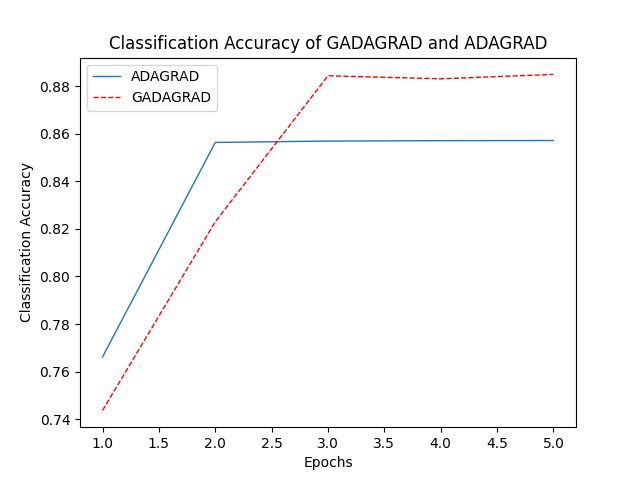 Classification Accuracy of GADAGRAD and ADAGRAD
ADAGRAD
GADAGRAD
Classification Accuracy
0.88
0.86
0.84
0.82
0.80
0.78
0.76
0.74
1.0 1.5 2.0 2.5 3.0 3.5 4.0 4.5 5.0
Epochs